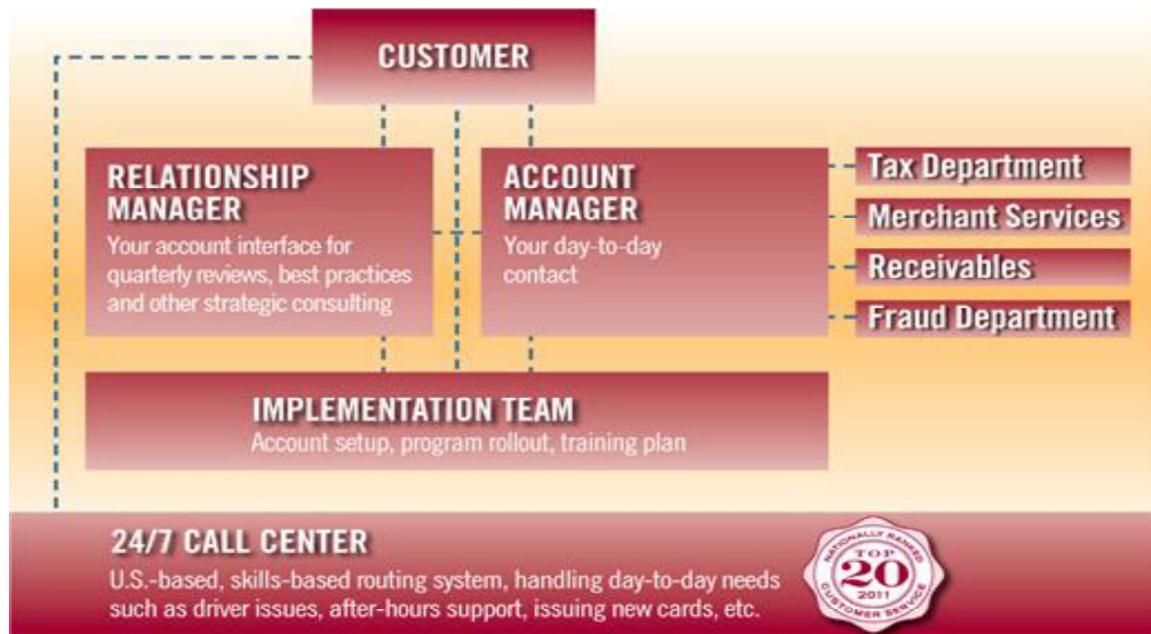 CUSTOMER
RELATIONSHIP
MANAGER
Your account interface for
quarterly reviews, best practices
and other strategic consulting
ACCOUNT
MANAGER
Your day-to-day
contact
Tax Department
Merchant Services
Receivables
Fraud Department
IMPLEMENTATION TEAM
Account setup, program rollout, training plan
24/7 CALL CENTER
U.S.-based, skills-based routing system, handling day-to-day needs
such as driver issues, after-hours support, issuing new cards, etc.
NATIONALLY RANKED
TOP
20
2011
CUSTOMER SERVICE